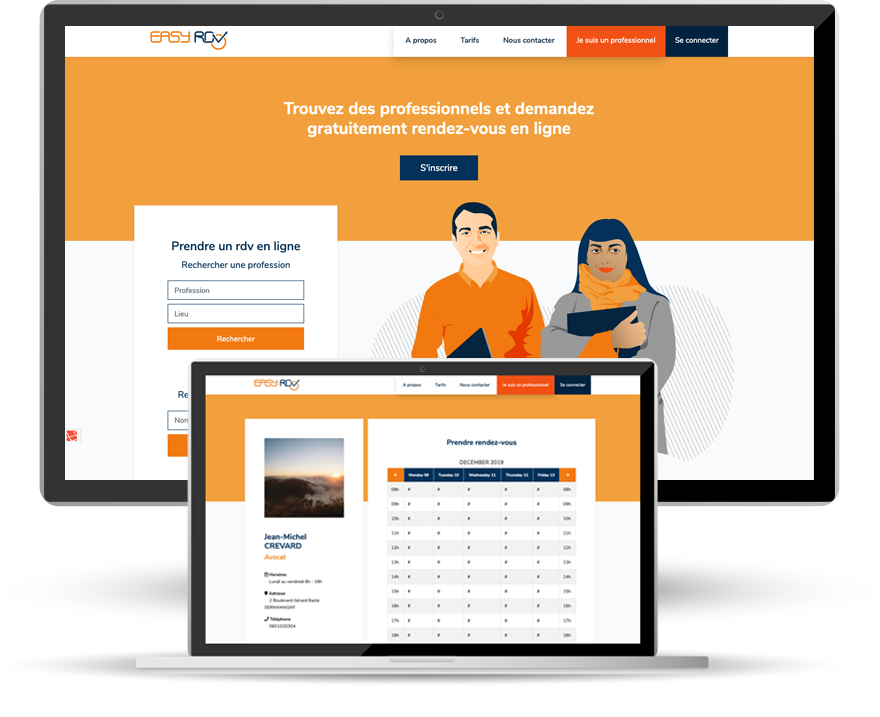 EASY RDV
A propos Tarifs Nous contacter Je suis un professionnel Se connecter
Trouvez des professionnels et demandez
gratuitement rendez-vous en ligne
S'inscrire
Prendre un rdv en ligne
Rechercher une profession
Profession
Lieu
Rechercher
Re
Non
EASY RDV
A propos Tarifs Nous contacter Je suis un professionnel Se connecter
Jean-Michel
CREVARD
Avocat
Horaires
Lundi au vendredi 8h - 18h
Adresse
2 Boulevard Gérard Baste
SERMAMAGNY
Téléphone
0601020304
Prendre rendez-vous
DECEMBER 2019
Monday 09 Tuesday 10 Wednesday 11 Thursday 12 Friday 13
08h # # # # # 08h
09h # # # # # 09h
10h # # # # # 10h
11h # # # # # 11h
12h # # # # # 12h
13h # # # # # 13h
14h # # # # # 14h
15h # # # # # 15h
16h # # # # # 16h
17h # # # # # 17h
18h # # # # # 18h